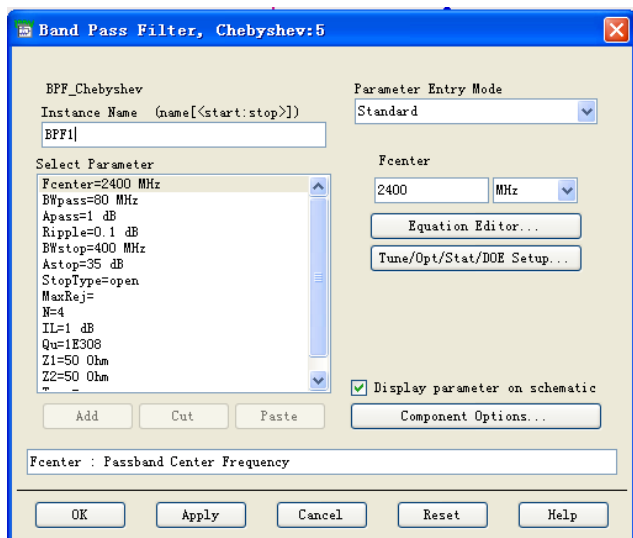 Band Pass Filter, Chebyshev:5
BPF_Chebyshev
Instance Name (name[<start:stop>])
BPF1
Select Parameter
Fcenter=2400 MHz
BWpass=80 MHz
Apass=1 dB
Ripple=0.1 dB
BWstop=400 MHz
Astop=35 dB
StopType=open
MaxRej=
N=4
IL=1 dB
Qu=1E308
Z1=50 Ohm
Z2=50 Ohm
Add Cut Paste
Parameter Entry Mode
Standard
Fcenter
2400 MHz
Equation Editor...
Tune/Opt/Stat/DOE Setup...
Display parameter on schematic
Component Options...
Fcenter : Passband Center Frequency
OK Apply Cancel Reset Help